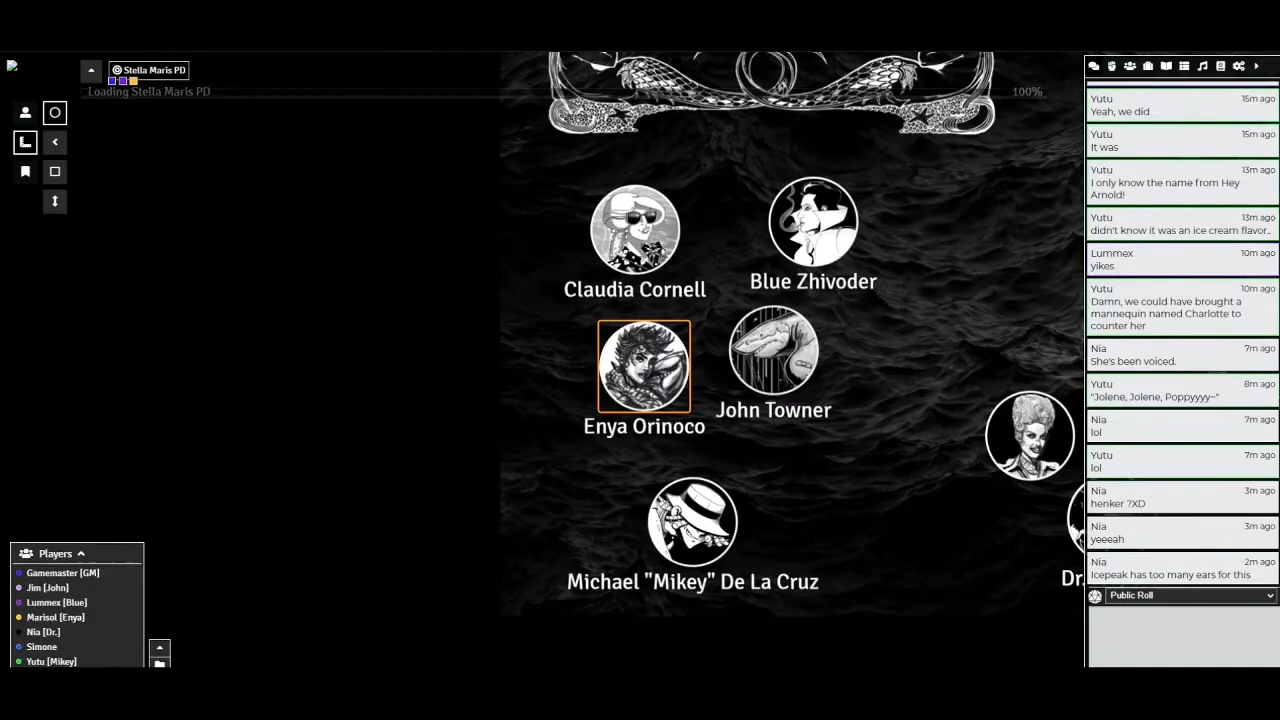 Stella Maris PD
Loading Stella Maris PD
100%
Claudia Cornell
Blue Zhivoder
Enya Orinoco
John Towner
Michael "Mikey" De La Cruz
Dr.
Players
Gamemaster [GM]
Jim [John]
Lummex [Blue]
Marisol [Enya]
Nia [Dr.]
Simone
Yutu [Mikey]
Yutu 15m ago
Yeah, we did
Yutu 15m ago
It was
Yutu 13m ago
I only know the name from Hey
Arnold!
Yutu 13m ago
didn't know it was an ice cream flavor..
Lummex 10m ago
yikes
Yutu 10m ago
Damn, we could have brought a
mannequin named Charlotte to
counter her
Nia 7m ago
She's been voiced.
Yutu 8m ago
"Jolene, Jolene, Poppyyyy~"
Nia 7m ago
lol
Yutu 7m ago
lol
Nia 3m ago
henker ?XD
Nia 3m ago
yeeeah
Nia 2m ago
Icepeak has too many ears for this
Public Roll